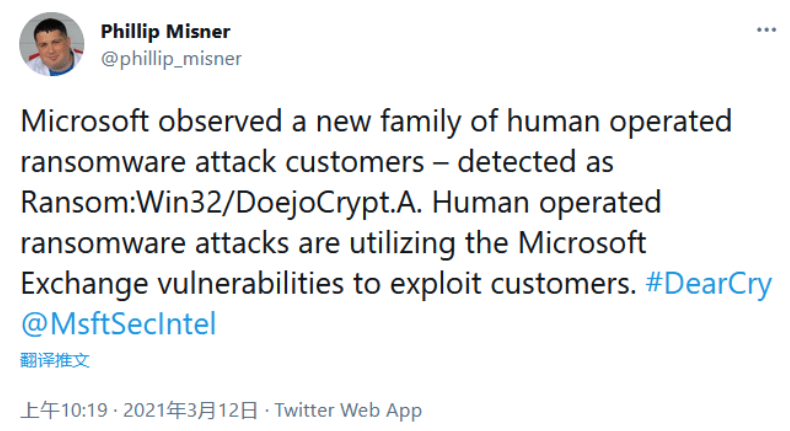 Phillip Misner
@phillip_misner
Microsoft observed a new family of human operated
ransomware attack customers – detected as
Ransom:Win32/DoejoCrypt.A. Human operated
ransomware attacks are utilizing the Microsoft
Exchange vulnerabilities to exploit customers. #DearCry
@MsftSecIntel
翻译推文
上午10:19 · 2021年3月12日 · Twitter Web App